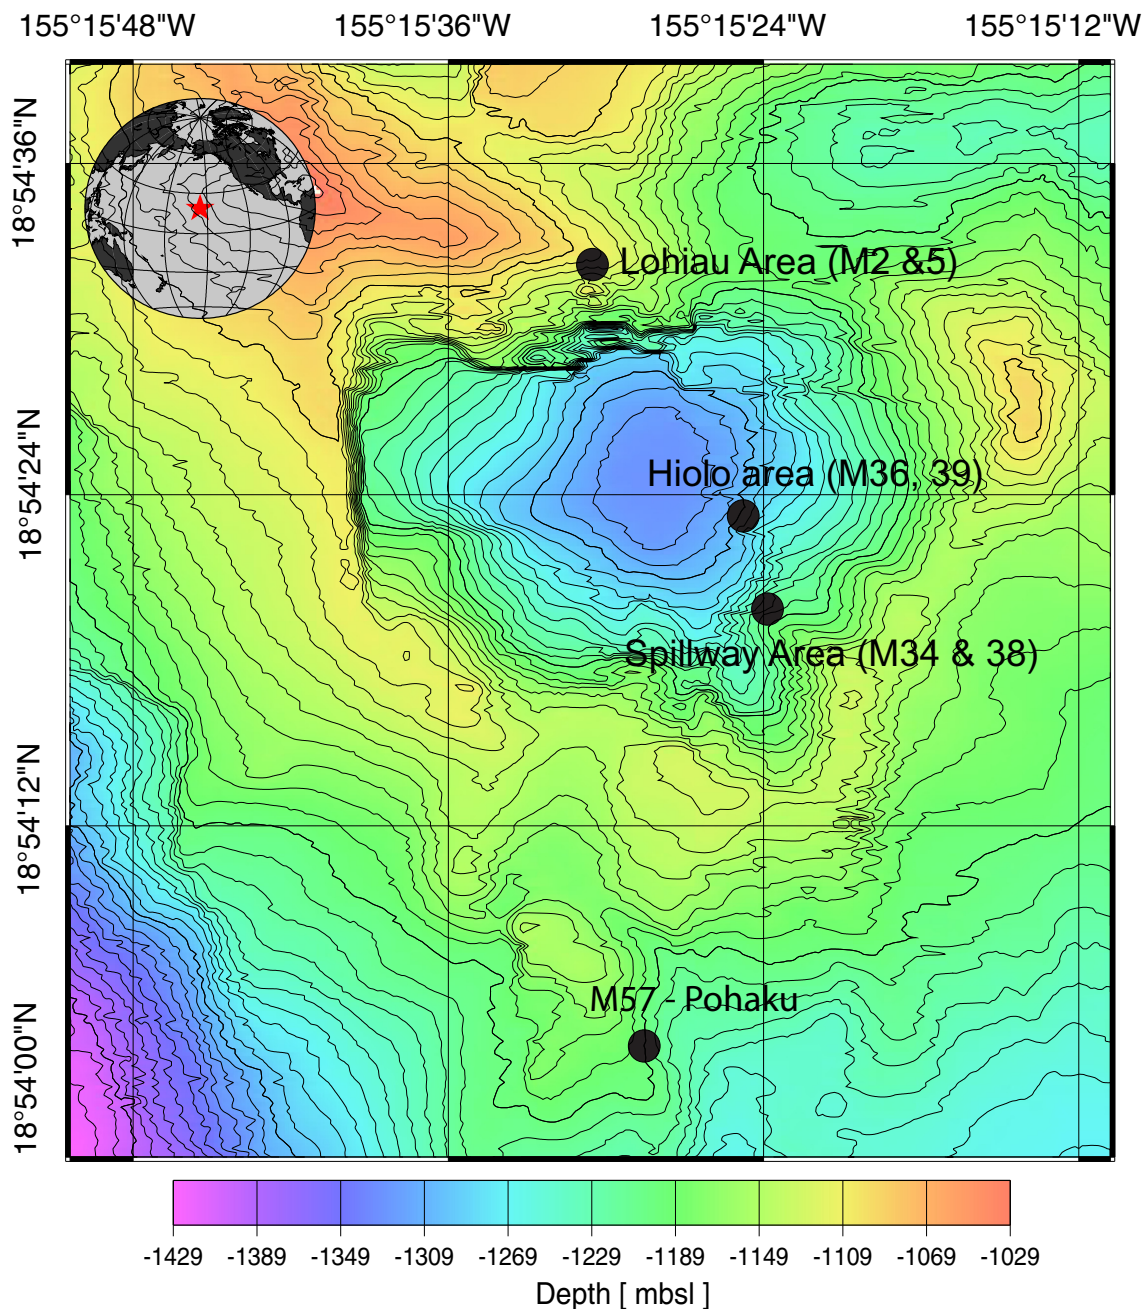 155°15'48"W 155°15'36"W 155°15'24"W 155°15'12"W
18°54'36"N
Lohiau Area (M2 &5)
18°54'24"N
Hiolo area (M36, 39)
Spillway Area (M34 & 38)
18°54'12"N
M57 - Pohaku
18°54'00"N
-1429 -1389 -1349 -1309 -1269 -1229 -1189 -1149 -1109 -1069 -1029
Depth [ mbsl ]